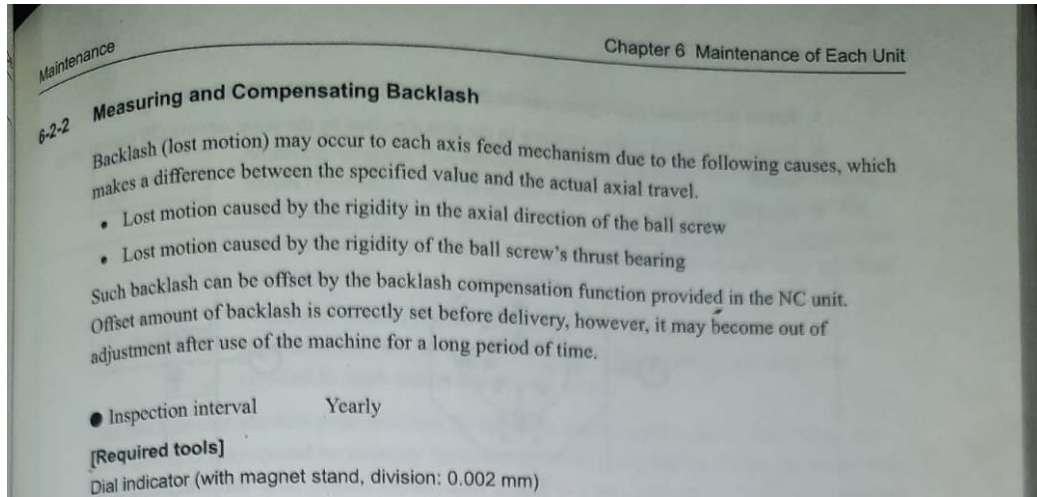 Maintenance
Chapter 6 Maintenance of Each Unit
6-2-2 Measuring and Compensating Backlash
Backlash (lost motion) may occur to each axis feed mechanism due to the following causes, which
makes a difference between the specified value and the actual axial travel.
• Lost motion caused by the rigidity in the axial direction of the ball screw
• Lost motion caused by the rigidity of the ball screw's thrust bearing
Such backlash can be offset by the backlash compensation function provided in the NC unit.
Offset amount of backlash is correctly set before delivery, however, it may become out of
adjustment after use of the machine for a long period of time.
● Inspection interval Yearly
[Required tools]
Dial indicator (with magnet stand, division: 0.002 mm)